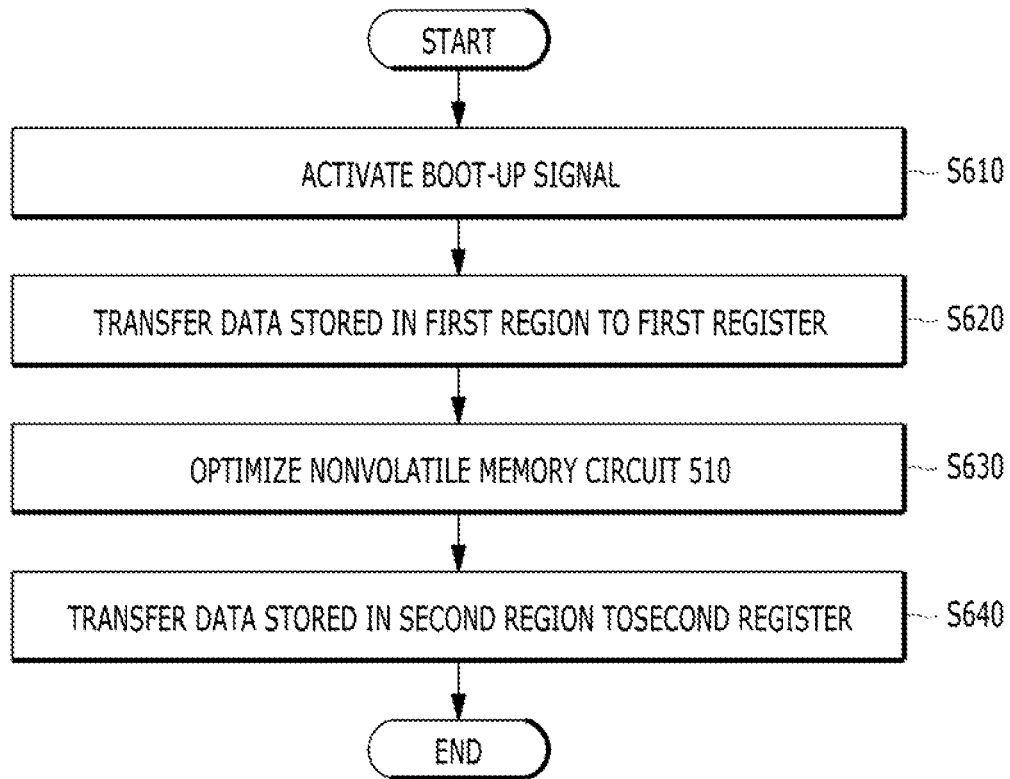 START
ACTIVATE BOOT-UP SIGNAL
S610
TRANSFER DATA STORED IN FIRST REGION TO FIRST REGISTER
S620
OPTIMIZE NONVOLATILE MEMORY CIRCUIT 510
S630
TRANSFER DATA STORED IN SECOND REGION TOSECOND REGISTER
S640
END